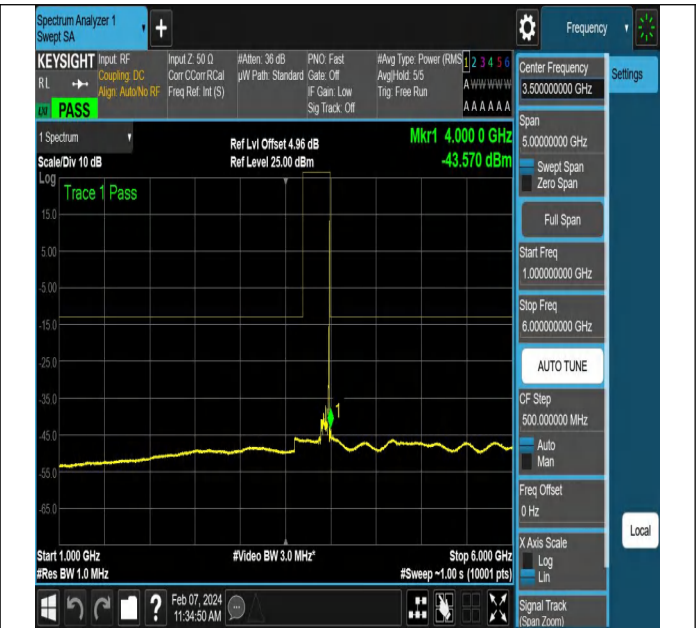 Spectrum Analyzer 1
Swept SA
+
Frequency
KEYSIGHT
Input: RF
Coupling: DC
Align: Auto/No RF
Input Z: 50 Ω
Corr CCorr RCal
Freq Ref: Int (S)
#Atten: 36 dB
µW Path: Standard
PNO: Fast
Gate: Off
IF Gain: Low
Sig Track: Off
#Avg Type: Power (RMS
Avg|Hold: 5/5
Trig: Free Run
1 2 3 4 5 6
A W W W W W
A A A A A A
R L
LXI
PASS
1 Spectrum
Scale/Div 10 dB
Ref Lvl Offset 4.96 dB
Ref Level 25.00 dBm
Mkr1 4.000 0 GHz
-43.570 dBm
Log
Trace 1 Pass
15.0
5.00
-5.00
-15.0
-25.0
-35.0
-45.0
-55.0
-65.0
1
Start 1.000 GHz
#Res BW 1.0 MHz
#Video BW 3.0 MHz*
Stop 6.000 GHz
#Sweep ~1.00 s (10001 pts)
?
Feb 07, 2024
11:34:50 AM
Center Frequency
3.500000000 GHz
Settings
Span
5.00000000 GHz
Swept Span
Zero Span
Full Span
Start Freq
1.000000000 GHz
Stop Freq
6.000000000 GHz
AUTO TUNE
CF Step
500.000000 MHz
Auto
Man
Freq Offset
0 Hz
Local
X Axis Scale
Log
Lin
Signal Track
(Span Zoom)